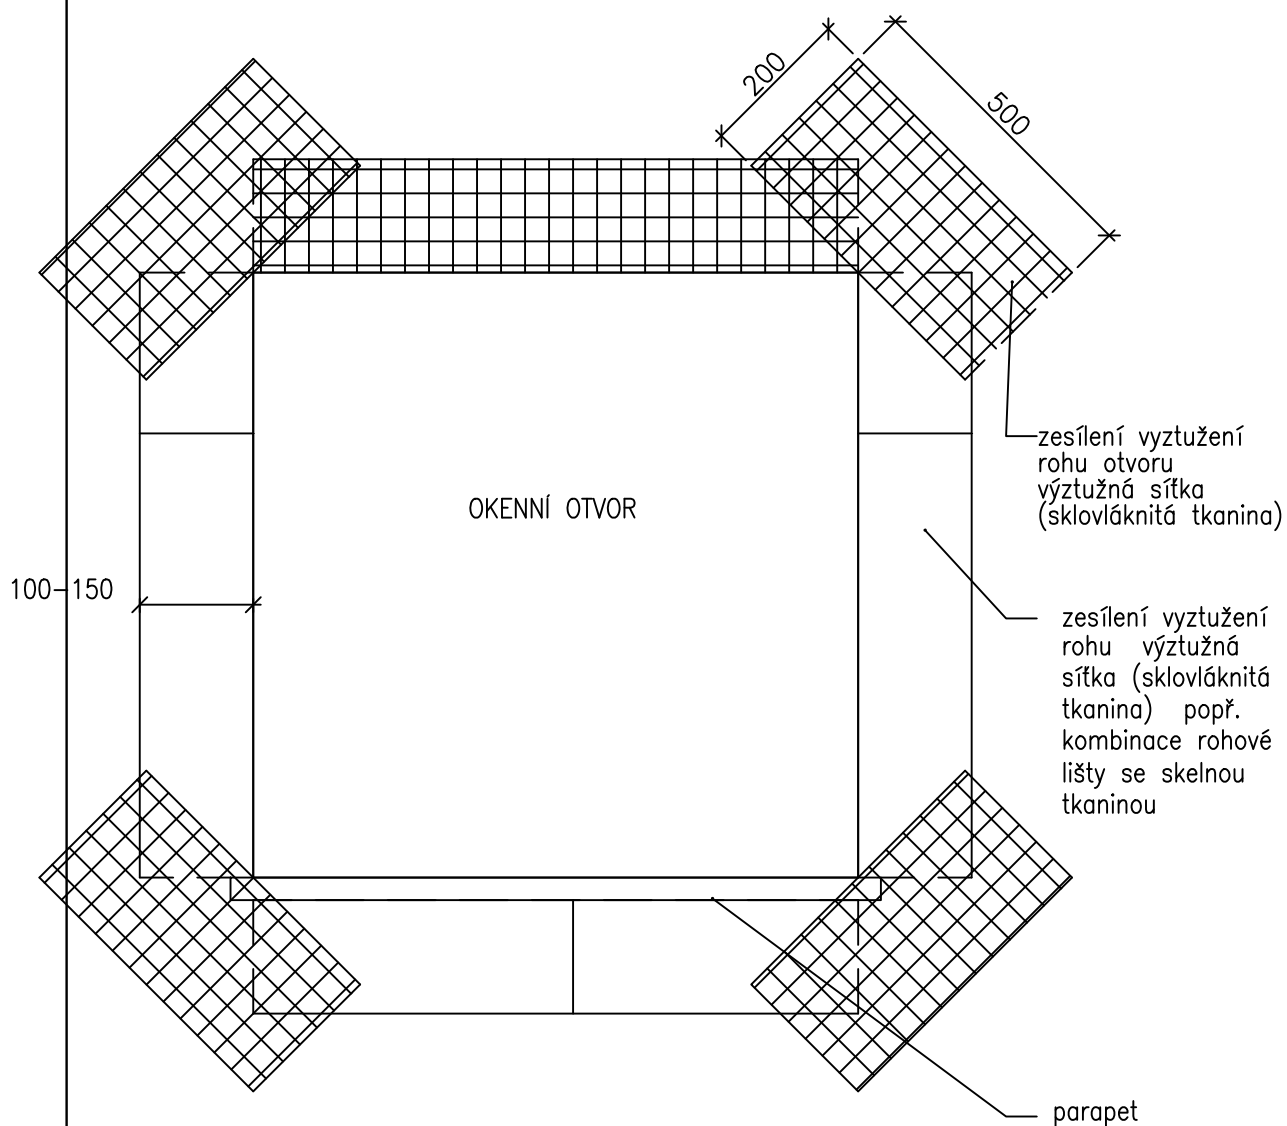 200
500
zesílení vyztužení
rohu otvoru
výztužná síťka
(sklovláknitá tkanina)
OKENNÍ OTVOR
100-150
zesílení vyztužení
rohu výztužná
síťka (sklovláknitá
tkanina) popř.
kombinace rohové
lišty se skelnou
tkaninou
parapet